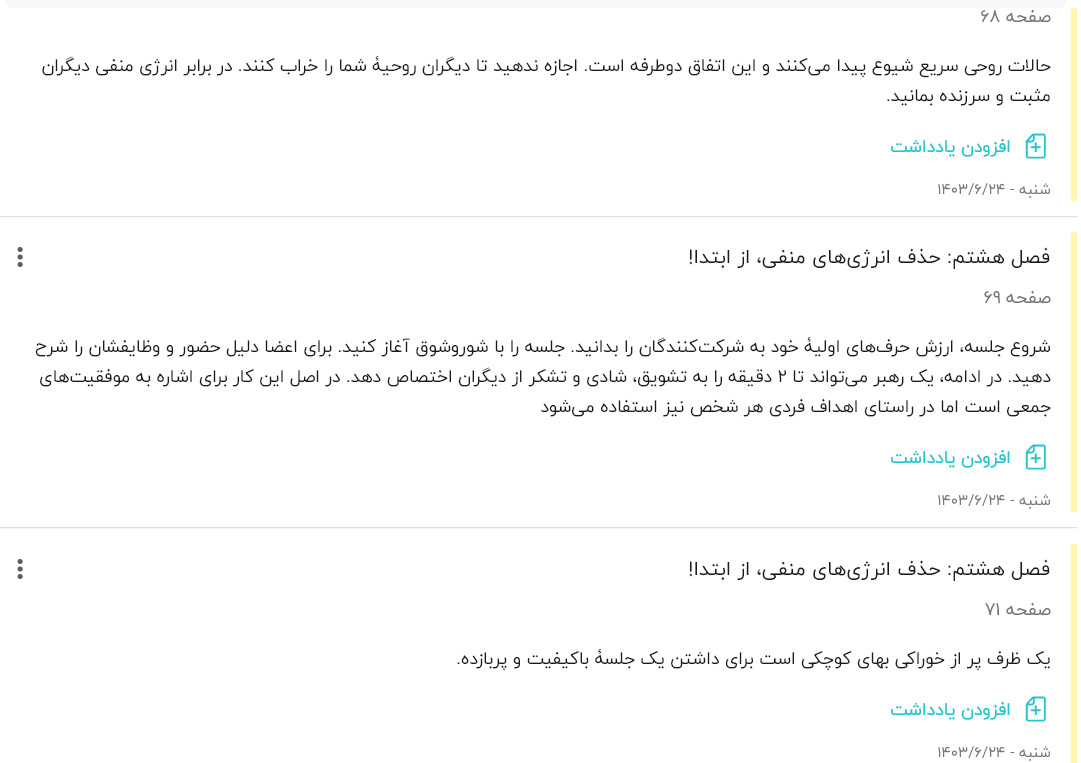 صفحه ۶۸
حالات روحی سریع شیوع پیدا می‌کنند و این اتفاق دوطرفه است. اجازه ندهید تا دیگران روحیهٔ شما را خراب کنند. در برابر انرژی منفی دیگران
مثبت و سرزنده بمانید.
افزودن یادداشت
شنبه - ۱۴۰۳/۶/۲۴
فصل هشتم: حذف انرژی‌های منفی، از ابتدا!
صفحه ۶۹
شروع جلسه، ارزش حرف‌های اولیهٔ خود به شرکت‌کنندگان را بدانید. جلسه را با شوروشوق آغاز کنید. برای اعضا دلیل حضور و وظایفشان را شرح
دهید. در ادامه، یک رهبر می‌تواند تا ۲ دقیقه را به تشویق، شادی و تشکر از دیگران اختصاص دهد. در اصل این کار برای اشاره به موفقیت‌های
جمعی است اما در راستای اهداف فردی هر شخص نیز استفاده می‌شود
افزودن یادداشت
شنبه - ۱۴۰۳/۶/۲۴
فصل هشتم: حذف انرژی‌های منفی، از ابتدا!
صفحه ۷۱
یک ظرف پر از خوراکی بهای کوچکی است برای داشتن یک جلسهٔ باکیفیت و پربازده.
افزودن یادداشت
شنبه - ۱۴۰۳/۶/۲۴